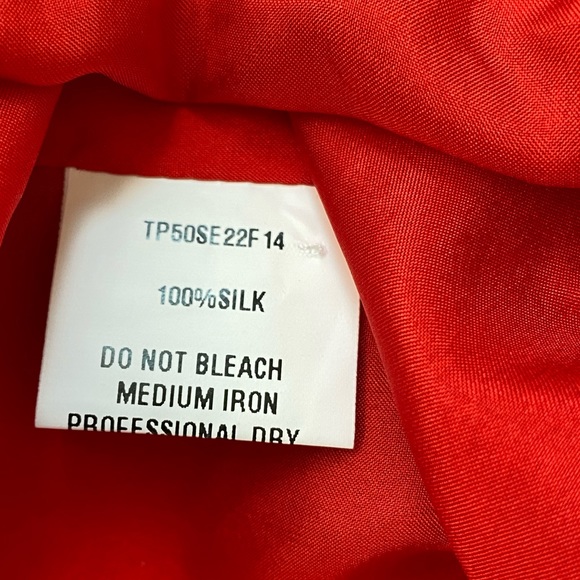 TP50SE22F14
100%SILK
DO NOT BLEACH
MEDIUM IRON
PROFESSIONAL DRY